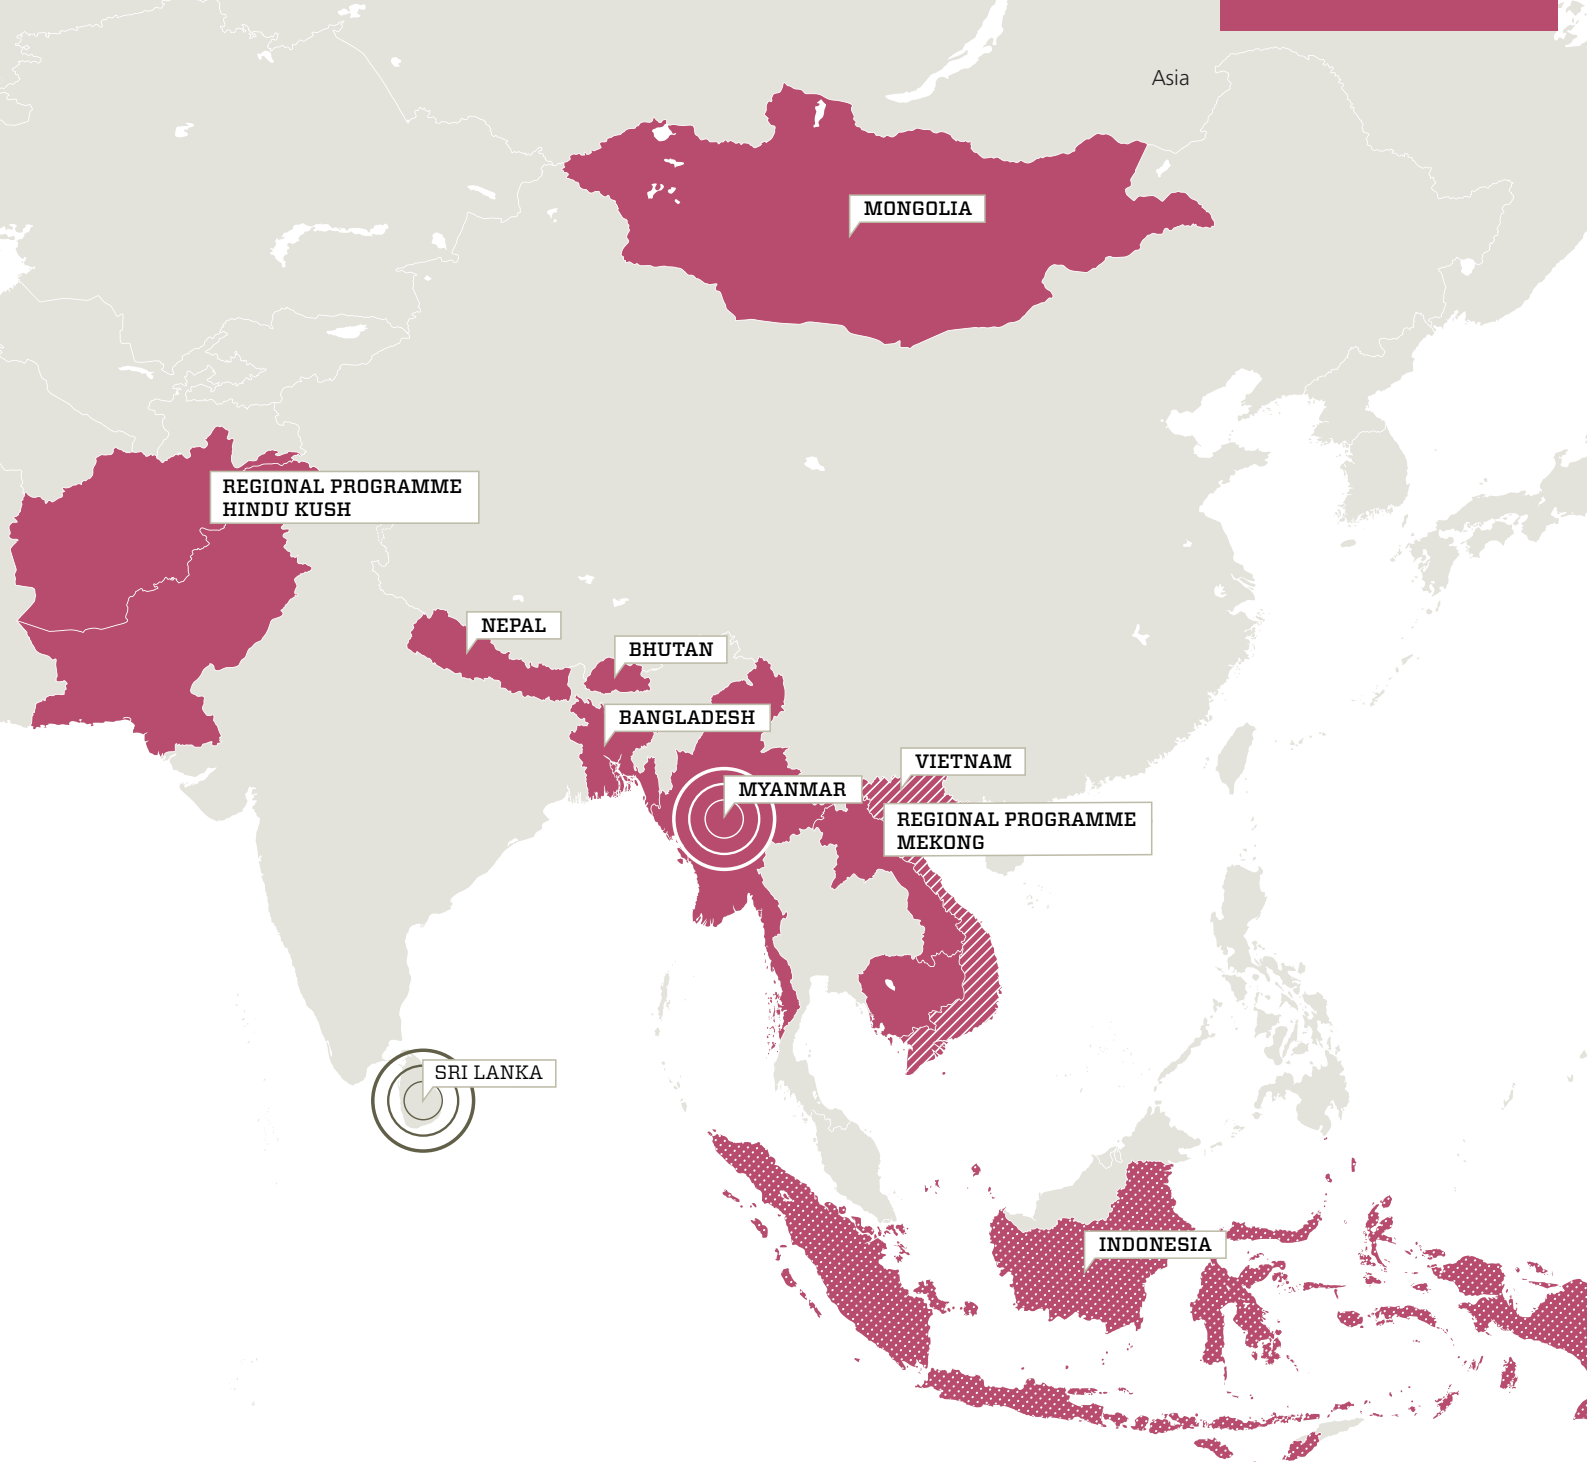 Asia
MONGOLIA
REGIONAL PROGRAMME
HINDU KUSH
NEPAL
BHUTAN
BANGLADESH
VIETNAM
MYANMAR
REGIONAL PROGRAMME
MEKONG
SRI LANKA
INDONESIA